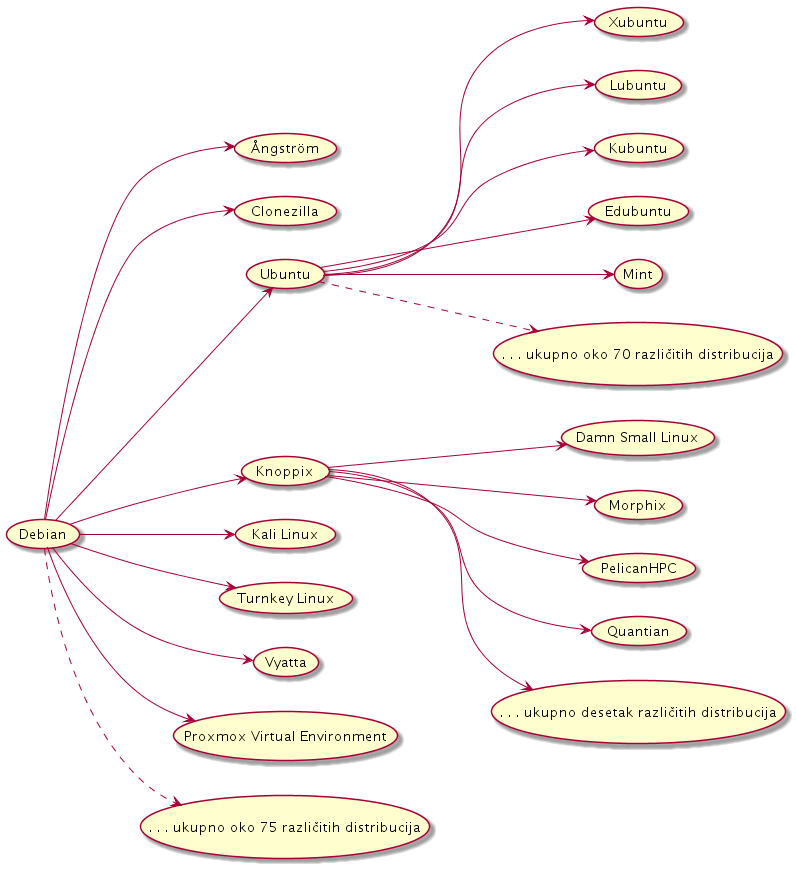 Xubuntu
Lubuntu
Ångström
Kubuntu
Clonezilla
Edubuntu
Ubuntu
Mint
. . . ukupno oko 70 različitih distribucija
Damn Small Linux
Knoppix
Morphix
Debian
Kali Linux
PelicanHPC
Turnkey Linux
Quantian
Vyatta
. . . ukupno desetak različitih distribucija
Proxmox Virtual Environment
. . . ukupno oko 75 različitih distribucija